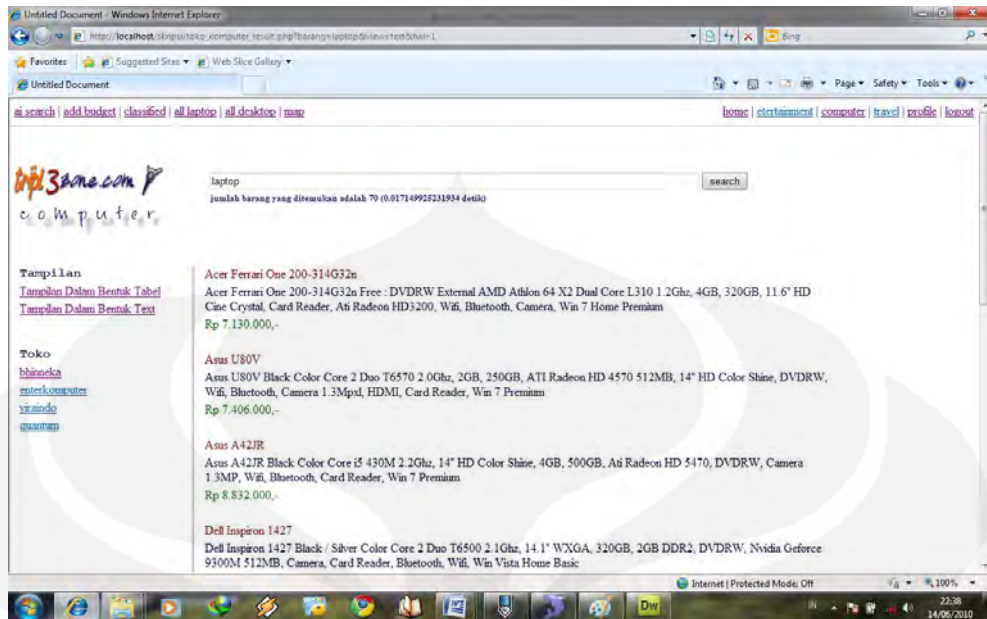 Untitled Document - Windows Internet Explorer
http://localhost/skripsi/toko_komputer_result.php?barang=laptop&view=text&hal=1
Bing
Favorites Suggested Sites Web Slice Gallery
Untitled Document Page Safety Tools
ai search | add budget | classified | all laptop | all desktop | map home | etertainment | computer | travel | profile | logout
tripl3zone.com
computer
laptop search
jumlah barang yang ditemukan adalah 70 (0.017149925231934 detik)
Tampilan
Tampilan Dalam Bentuk Tabel
Tampilan Dalam Bentuk Text
Toko
bhinneka
enterkomputer
viraindo
quantum
Acer Ferrari One 200-314G32n
Acer Ferrari One 200-314G32n Free : DVDRW External AMD Athlon 64 X2 Dual Core L310 1.2Ghz, 4GB, 320GB, 11.6" HD
Cine Crystal, Card Reader, Ati Radeon HD3200, Wifi, Bluetooth, Camera, Win 7 Home Premium
Rp 7.130.000,-
Asus U80V
Asus U80V Black Color Core 2 Duo T6570 2.0Ghz, 2GB, 250GB, ATI Radeon HD 4570 512MB, 14" HD Color Shine, DVDRW,
Wifi, Bluetooth, Camera 1.3Mpxl, HDMI, Card Reader, Win 7 Premium
Rp 7.406.000,-
Asus A42JR
Asus A42JR Black Color Core i5 430M 2.2Ghz, 14" HD Color Shine, 4GB, 500GB, Ati Radeon HD 5470, DVDRW, Camera
1.3MP, Wifi, Bluetooth, Card Reader, Win 7 Premium
Rp 8.832.000,-
Dell Inspiron 1427
Dell Inspiron 1427 Black / Silver Color Core 2 Duo T6500 2.1Ghz, 14.1" WXGA, 320GB, 2GB DDR2, DVDRW, Nvidia Geforce
9300M 512MB, Camera, Card Reader, Bluetooth, Wifi, Win Vista Home Basic
Internet | Protected Mode: Off 100%
Dw IN 22:38
14/06/2010